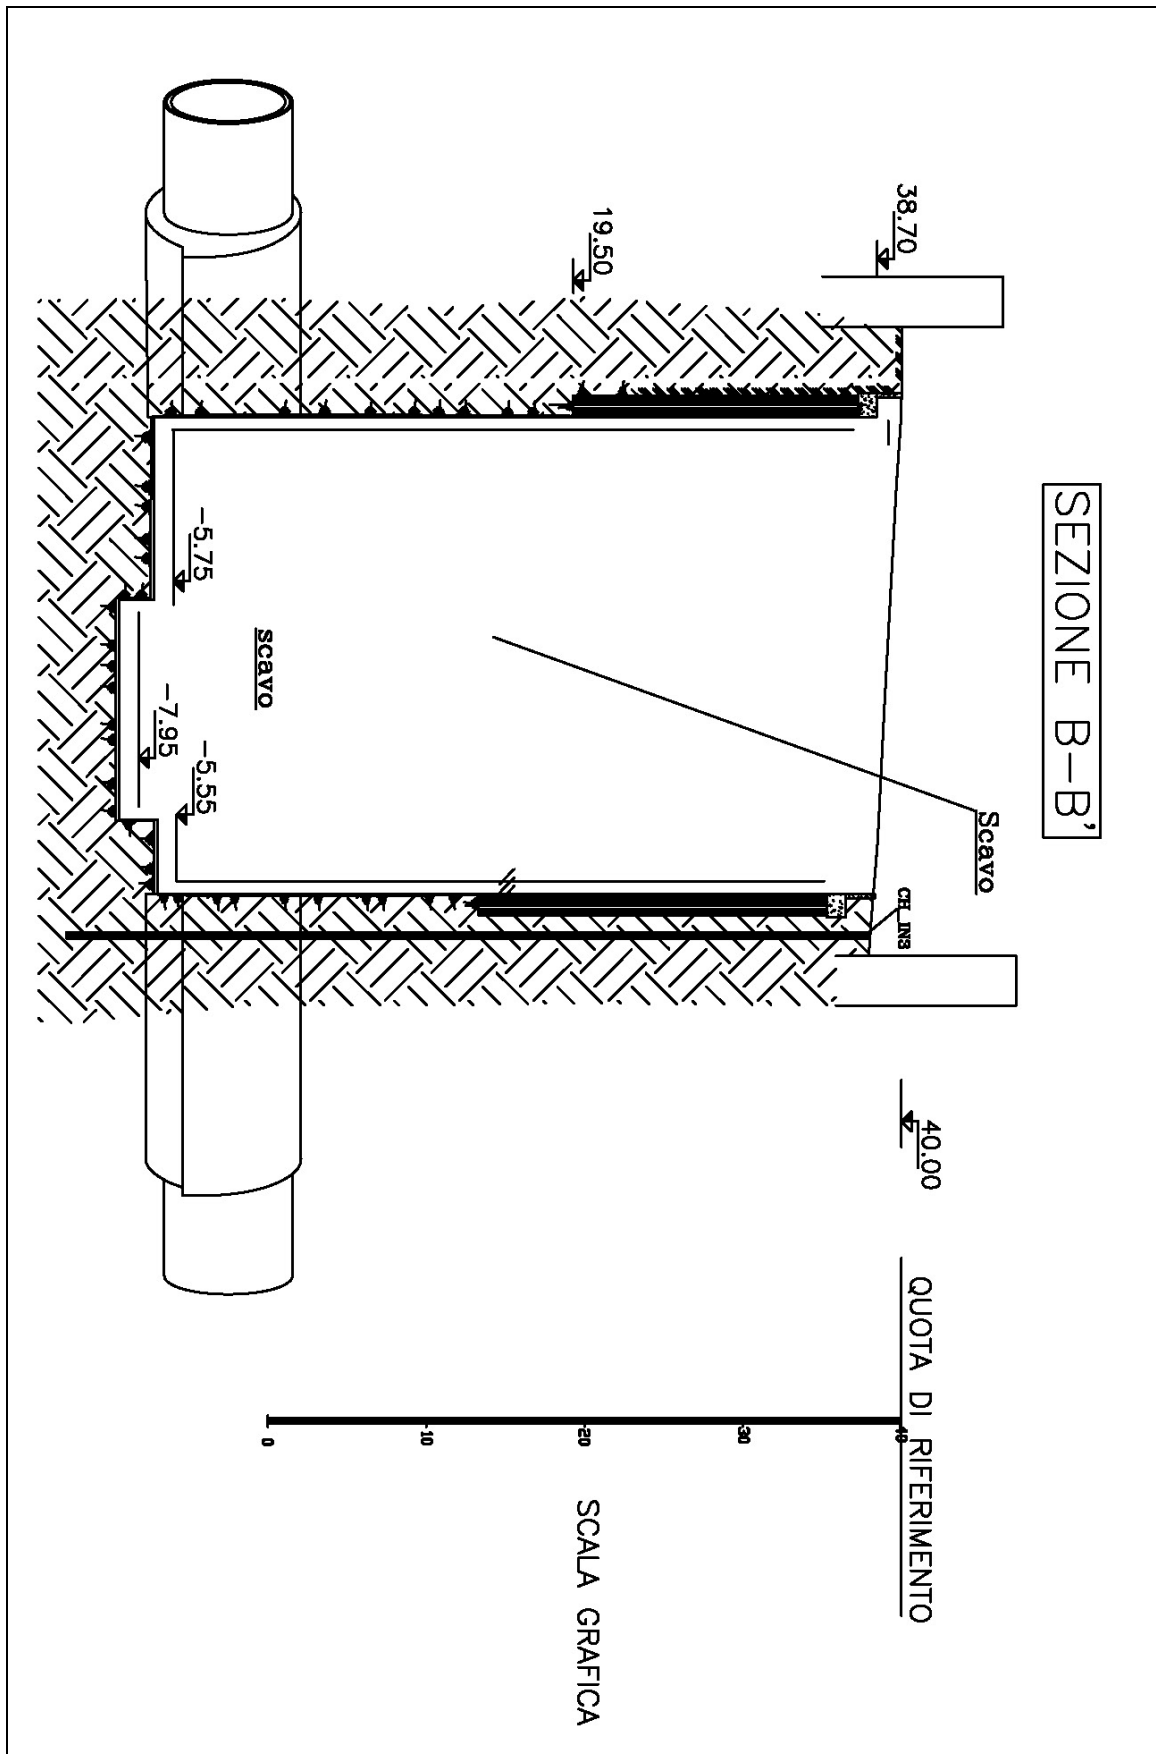 SEZIONE B-B'
40.00
QUOTA DI RIFERIMENTO
38.70
Scavo
CH_IN3
19.50
scavo
-5.75
-5.55
-7.95
40
30
20
10
0
SCALA GRAFICA